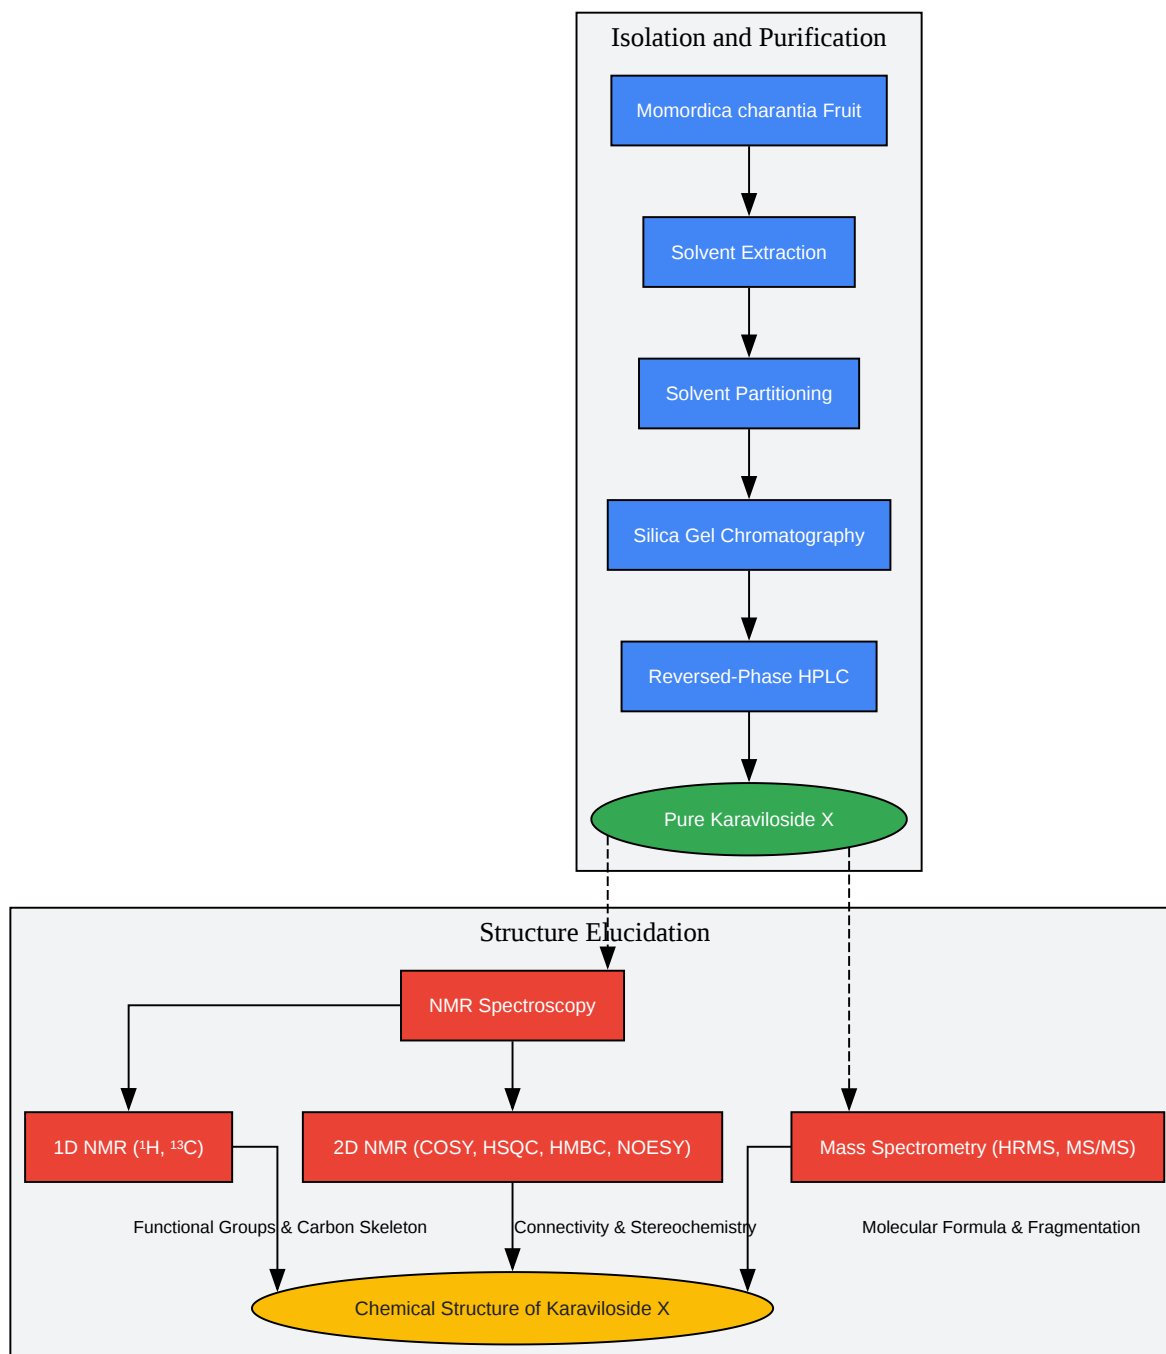 Isolation and Purification
Momordica charantia Fruit
Solvent Extraction
Solvent Partitioning
Silica Gel Chromatography
Reversed-Phase HPLC
Pure Karaviloside X
Structure Elucidation
NMR Spectroscopy
1D NMR (¹H, ¹³C)
2D NMR (COSY, HSQC, HMBC, NOESY)
Mass Spectrometry (HRMS, MS/MS)
Functional Groups & Carbon Skeleton
Connectivity & Stereochemistry
Molecular Formula & Fragmentation
Chemical Structure of Karaviloside X